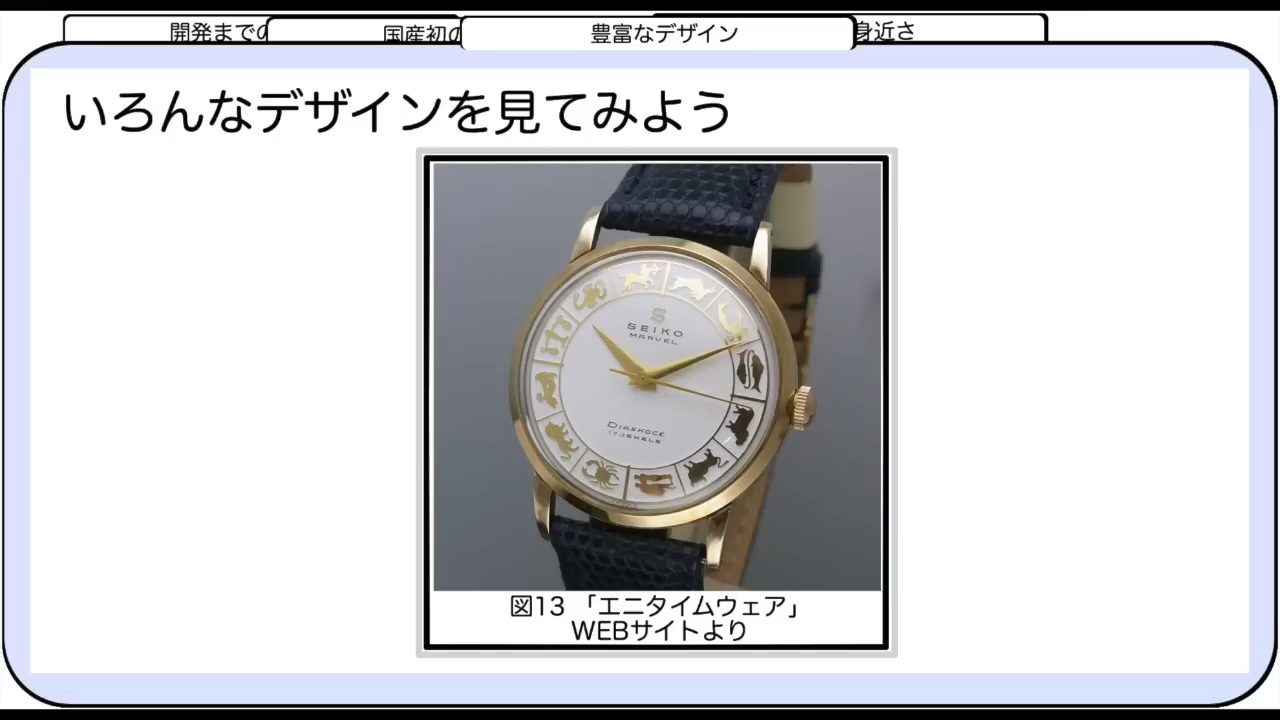 開発までの
国産初の
豊富なデザイン
身近さ
いろんなデザインを見てみよう
S
SEIKO
MARVEL
DIASHOCK
17 JEWELS
図13 「エニタイムウェア」
WEBサイトより